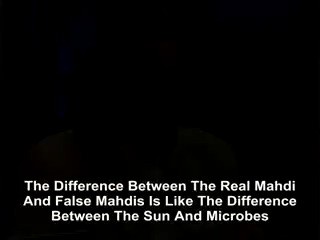 The Difference Between The Real Mahdi
And False Mahdis Is Like The Difference
Between The Sun And Microbes